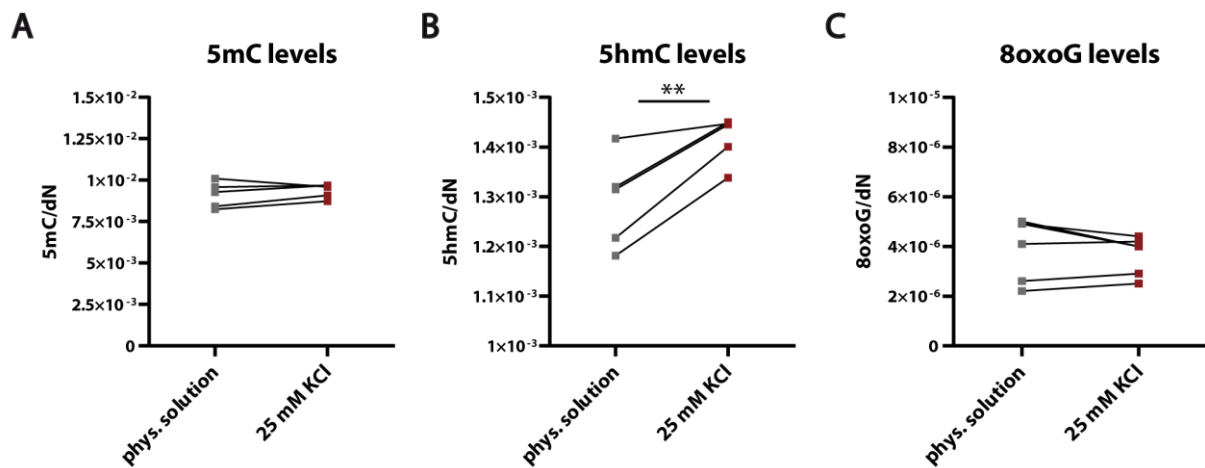 A
5mC levels
5mC/dN
1.5×10⁻²
1.25×10⁻²
1×10⁻²
7.5×10⁻³
5×10⁻³
2.5×10⁻³
0
phys. solution
25 mM KCl
B
5hmC levels
**
5hmC/dN
1.5×10⁻³
1.4×10⁻³
1.3×10⁻³
1.2×10⁻³
1.1×10⁻³
1×10⁻³
phys. solution
25 mM KCl
C
8oxoG levels
8oxoG/dN
1×10⁻⁵
8×10⁻⁶
6×10⁻⁶
4×10⁻⁶
2×10⁻⁶
0
phys. solution
25 mM KCl